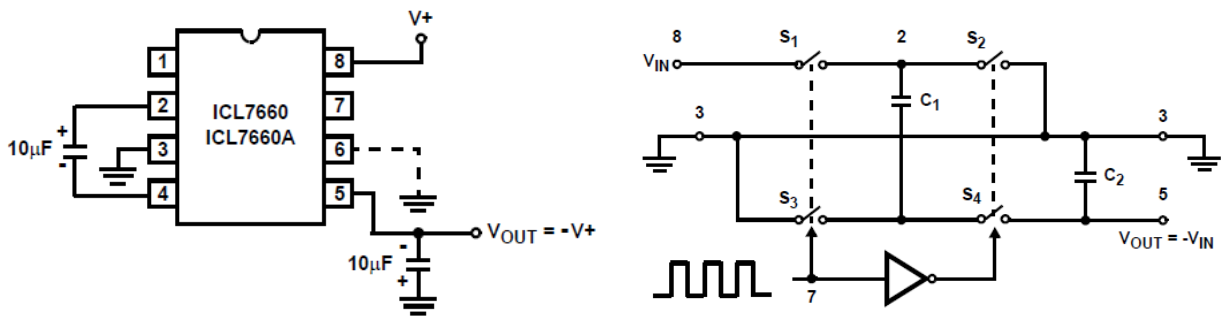 V+
1
8
2
ICL7660
ICL7660A
7
+
10µF
-
3
6
4
5
-
10µF
+
VOUT = -V+
8
S1
2
S2
VIN
C1
3
3
C2
S3
S4
5
VOUT = -VIN
7